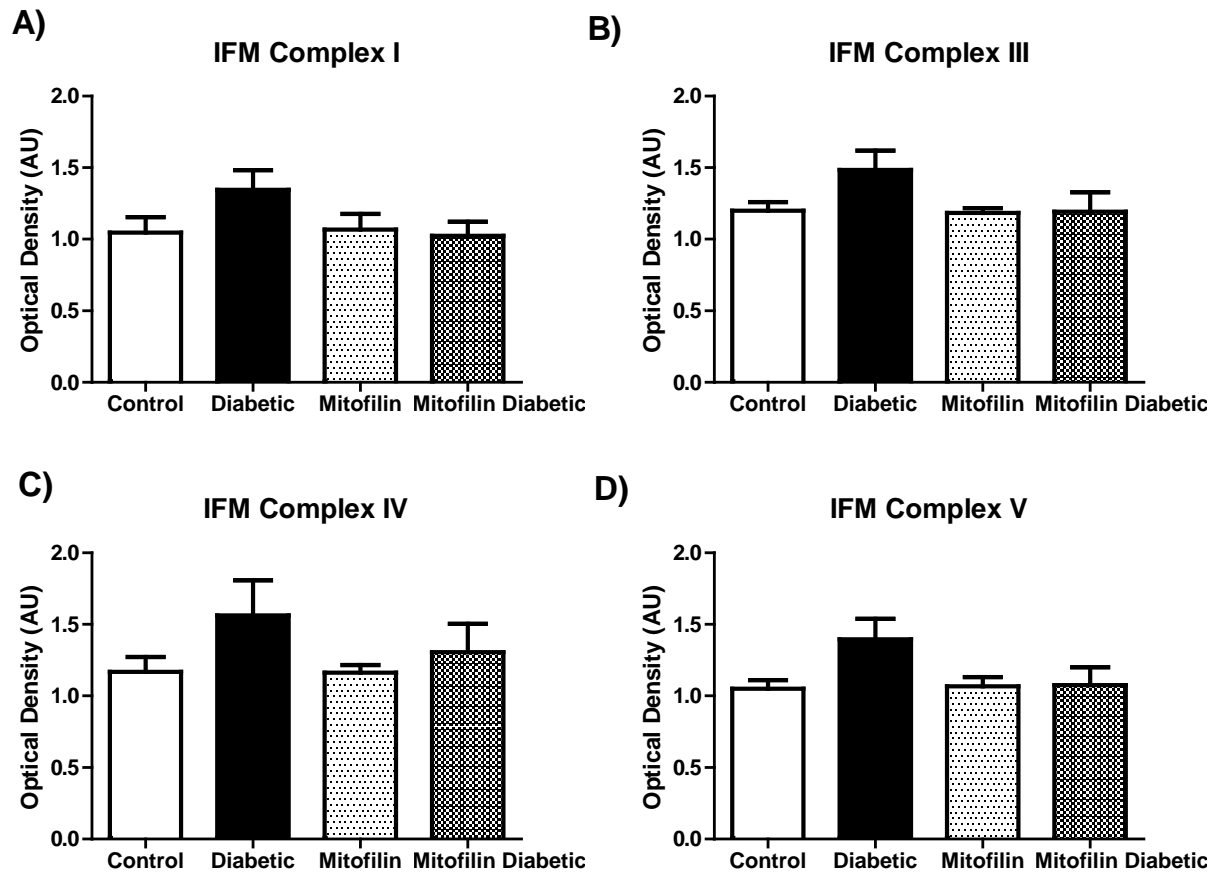 A)
IFM Complex I
Optical Density (AU)
2.0
1.5
1.0
0.5
0.0
Control Diabetic Mitofilin Mitofilin Diabetic
B)
IFM Complex III
Optical Density (AU)
2.0
1.5
1.0
0.5
0.0
Control Diabetic Mitofilin Mitofilin Diabetic
C)
IFM Complex IV
Optical Density (AU)
2.0
1.5
1.0
0.5
0.0
Control Diabetic Mitofilin Mitofilin Diabetic
D)
IFM Complex V
Optical Density (AU)
2.0
1.5
1.0
0.5
0.0
Control Diabetic Mitofilin Mitofilin Diabetic